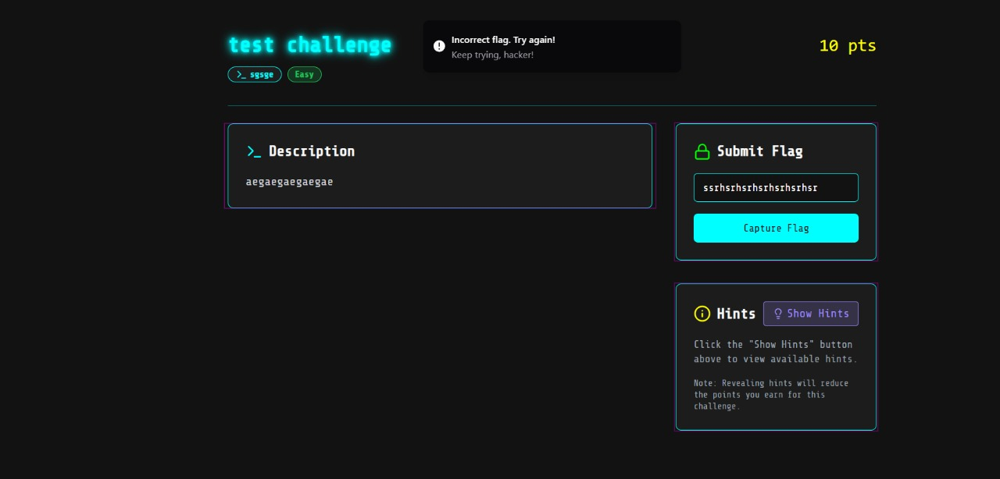 test challenge
Incorrect flag. Try again!
Keep trying, hacker!
10 pts
>_ sgsge
Easy
>_ Description
aegaegaegaegae
Submit Flag
ssrhsrhsrhsrhsrhsrhsr
Capture Flag
Hints
Show Hints
Click the "Show Hints" button
above to view available hints.
Note: Revealing hints will reduce
the points you earn for this
challenge.